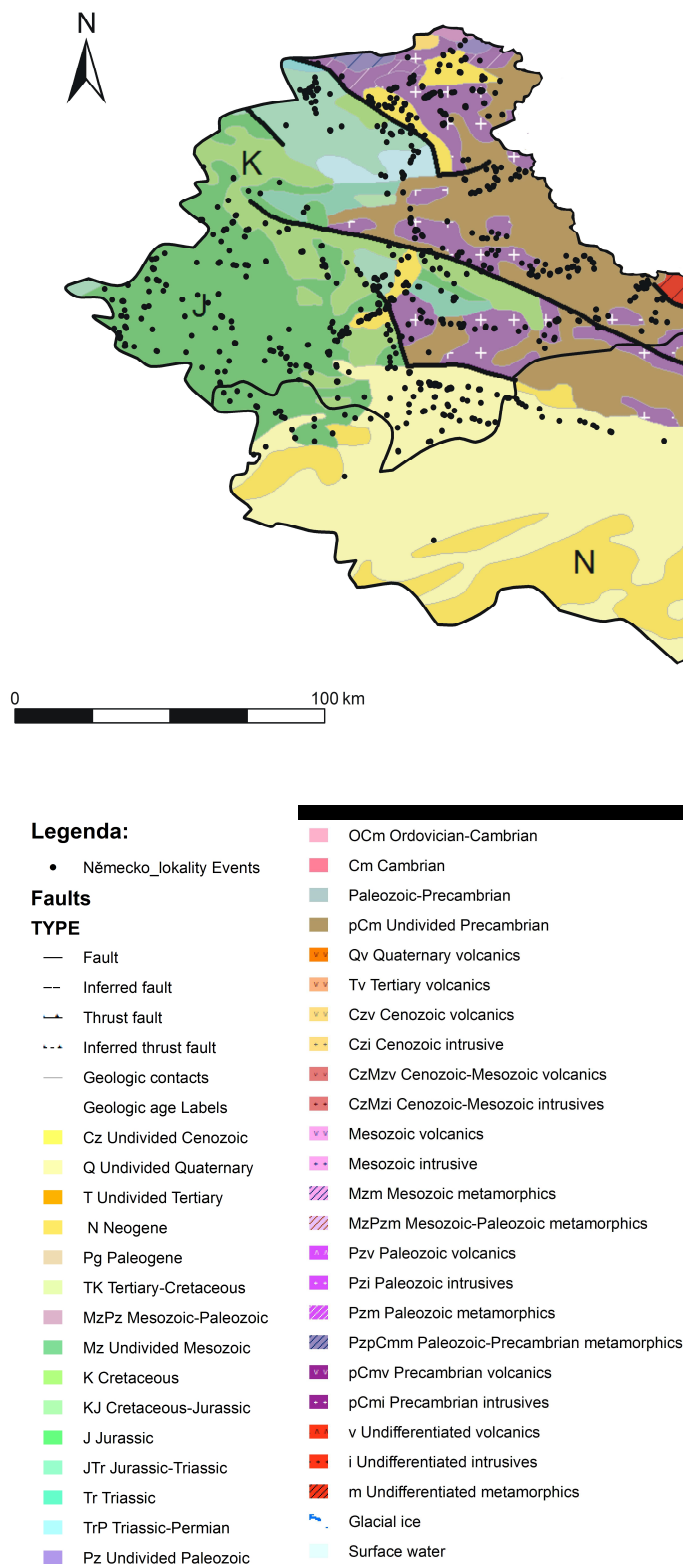 N
K
J
N
0
100 km
Legenda:
Německo_lokality Events
Faults
TYPE
Fault
Inferred fault
Thrust fault
Inferred thrust fault
Geologic contacts
Geologic age Labels
Cz Undivided Cenozoic
Q Undivided Quaternary
T Undivided Tertiary
N Neogene
Pg Paleogene
TK Tertiary-Cretaceous
MzPz Mesozoic-Paleozoic
Mz Undivided Mesozoic
K Cretaceous
KJ Cretaceous-Jurassic
J Jurassic
JTr Jurassic-Triassic
Tr Triassic
TrP Triassic-Permian
Pz Undivided Paleozoic
OCm Ordovician-Cambrian
Cm Cambrian
Paleozoic-Precambrian
pCm Undivided Precambrian
Qv Quaternary volcanics
Tv Tertiary volcanics
Czv Cenozoic volcanics
Czi Cenozoic intrusive
CzMzv Cenozoic-Mesozoic volcanics
CzMzi Cenozoic-Mesozoic intrusives
Mesozoic volcanics
Mesozoic intrusive
Mzm Mesozoic metamorphics
MzPzm Mesozoic-Paleozoic metamorphics
Pzv Paleozoic volcanics
Pzi Paleozoic intrusives
Pzm Paleozoic metamorphics
PzpCmm Paleozoic-Precambrian metamorphics
pCmv Precambrian volcanics
pCmi Precambrian intrusives
v Undifferentiated volcanics
i Undifferentiated intrusives
m Undifferentiated metamorphics
Glacial ice
Surface water